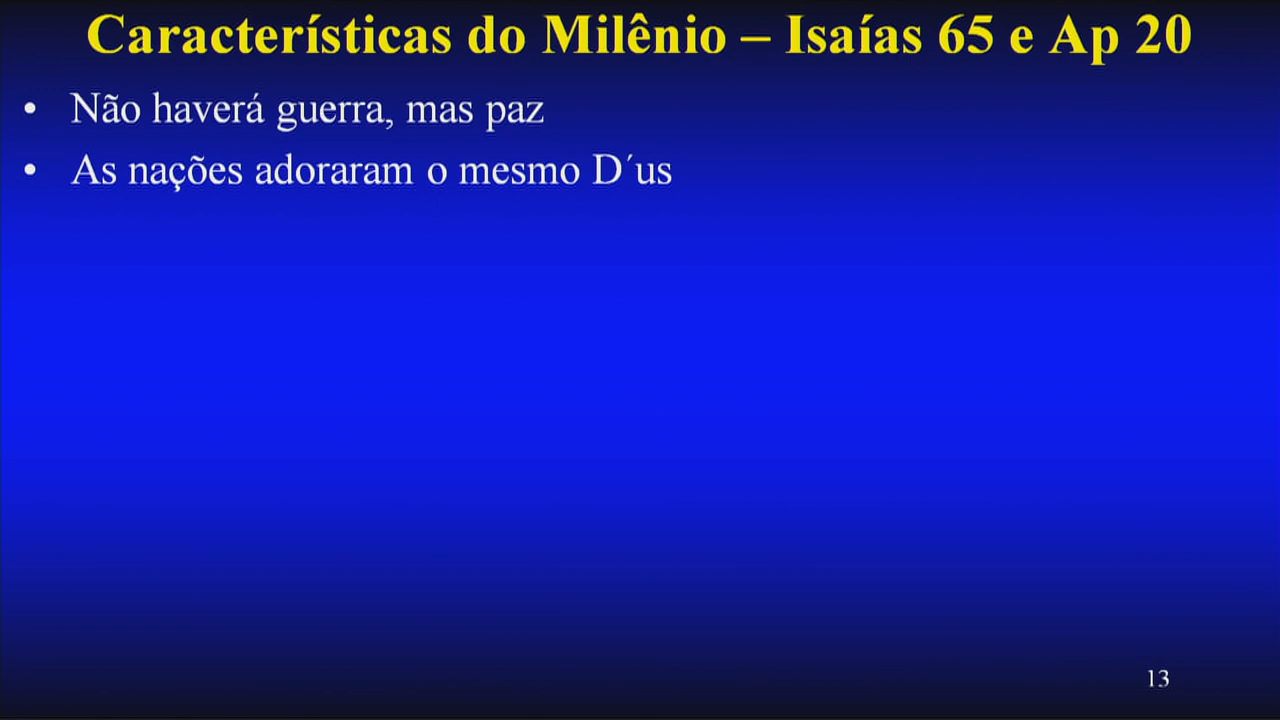 Características do Milênio – Isaías 65 e Ap 20
• Não haverá guerra, mas paz
• As nações adoraram o mesmo D´us
13